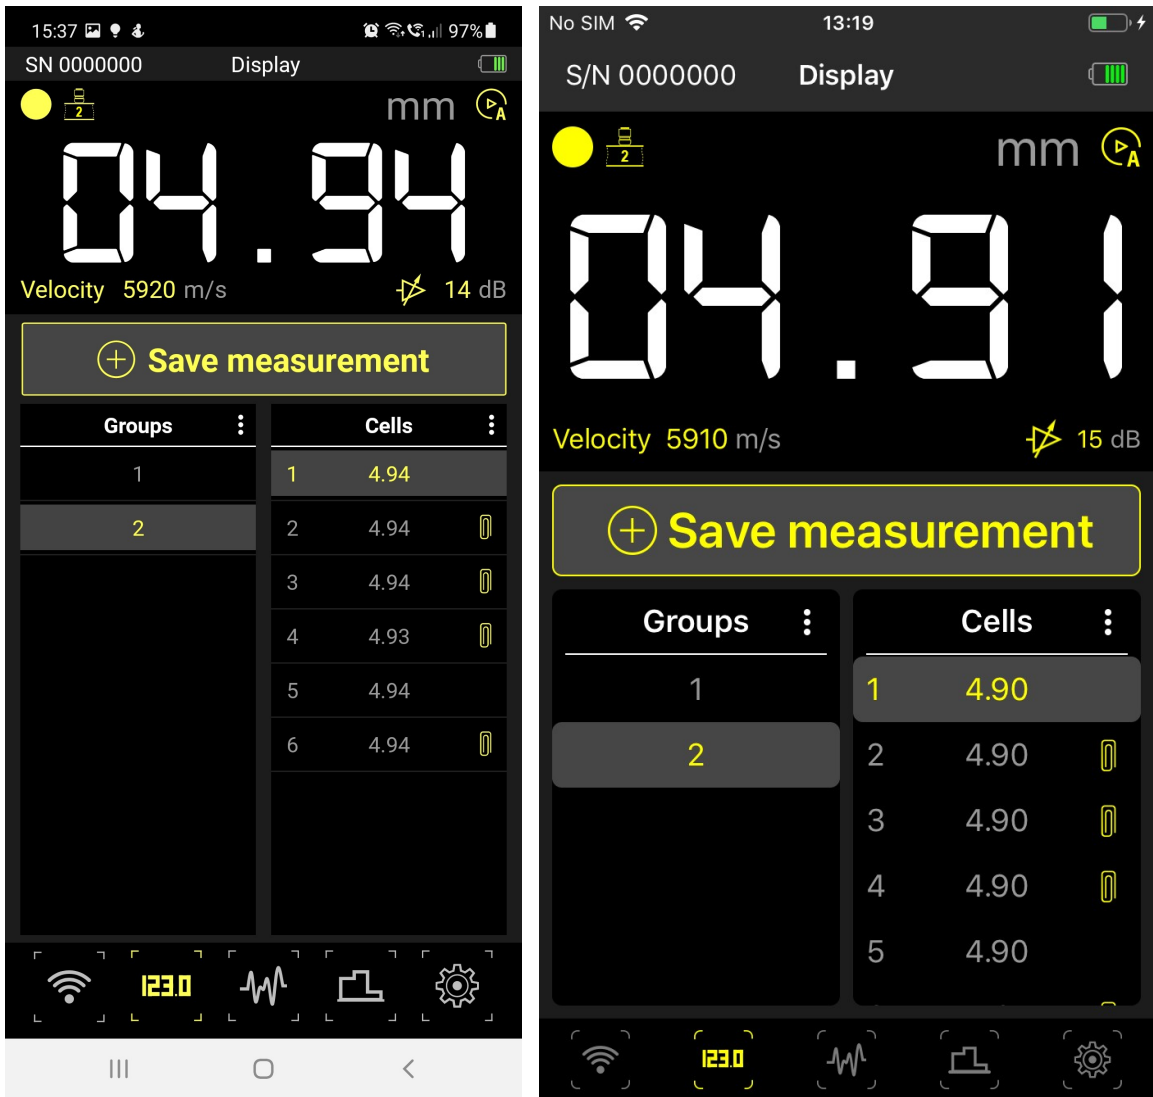 15:37 97%
SN 0000000 Display
2 mm A
04.94
Velocity 5920 m/s 14 dB
Save measurement
Groups Cells
1 1 4.94
2 2 4.94
3 4.94
4 4.93
5 4.94
6 4.94
123.0
No SIM 13:19
S/N 0000000 Display
2 mm A
04.91
Velocity 5910 m/s 15 dB
Save measurement
Groups Cells
1 1 4.90
2 2 4.90
3 4.90
4 4.90
5 4.90
123.0